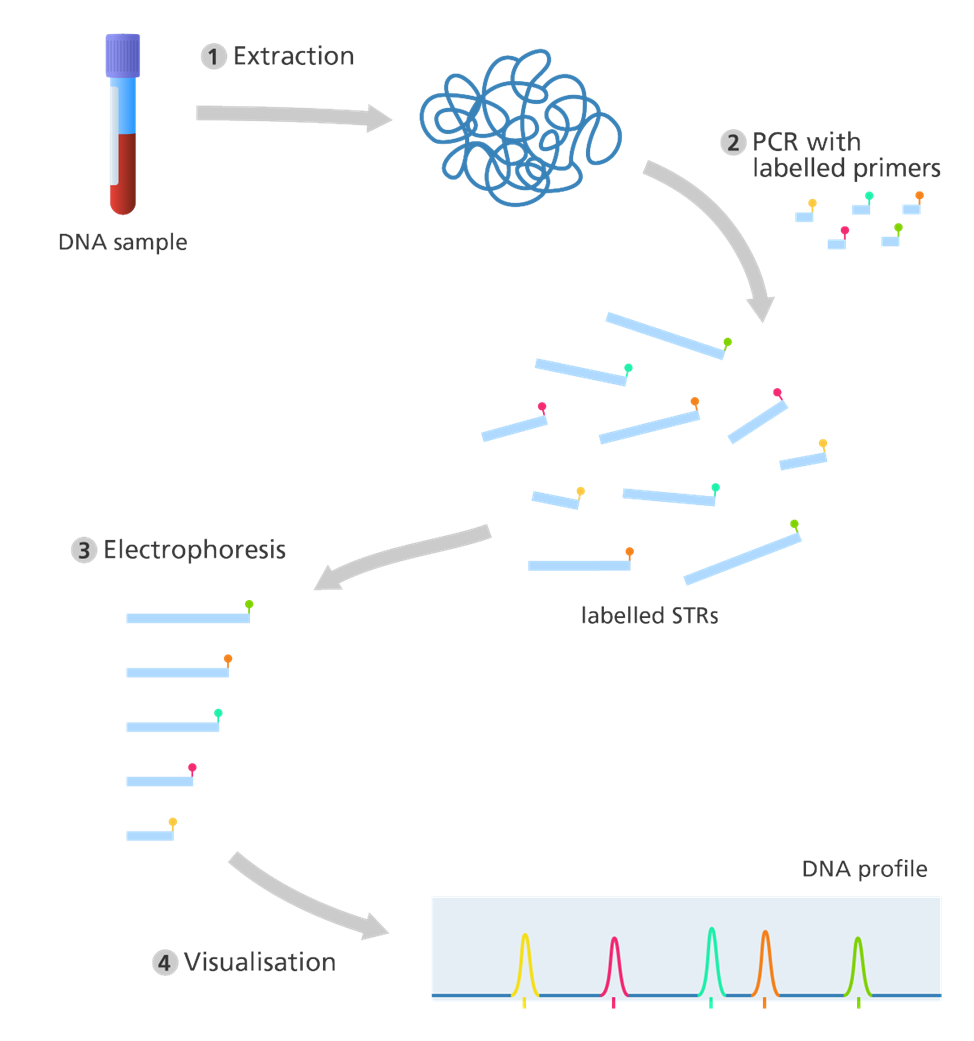 1 Extraction
DNA sample
2 PCR with
labelled primers
labelled STRs
3 Electrophoresis
DNA profile
4 Visualisation